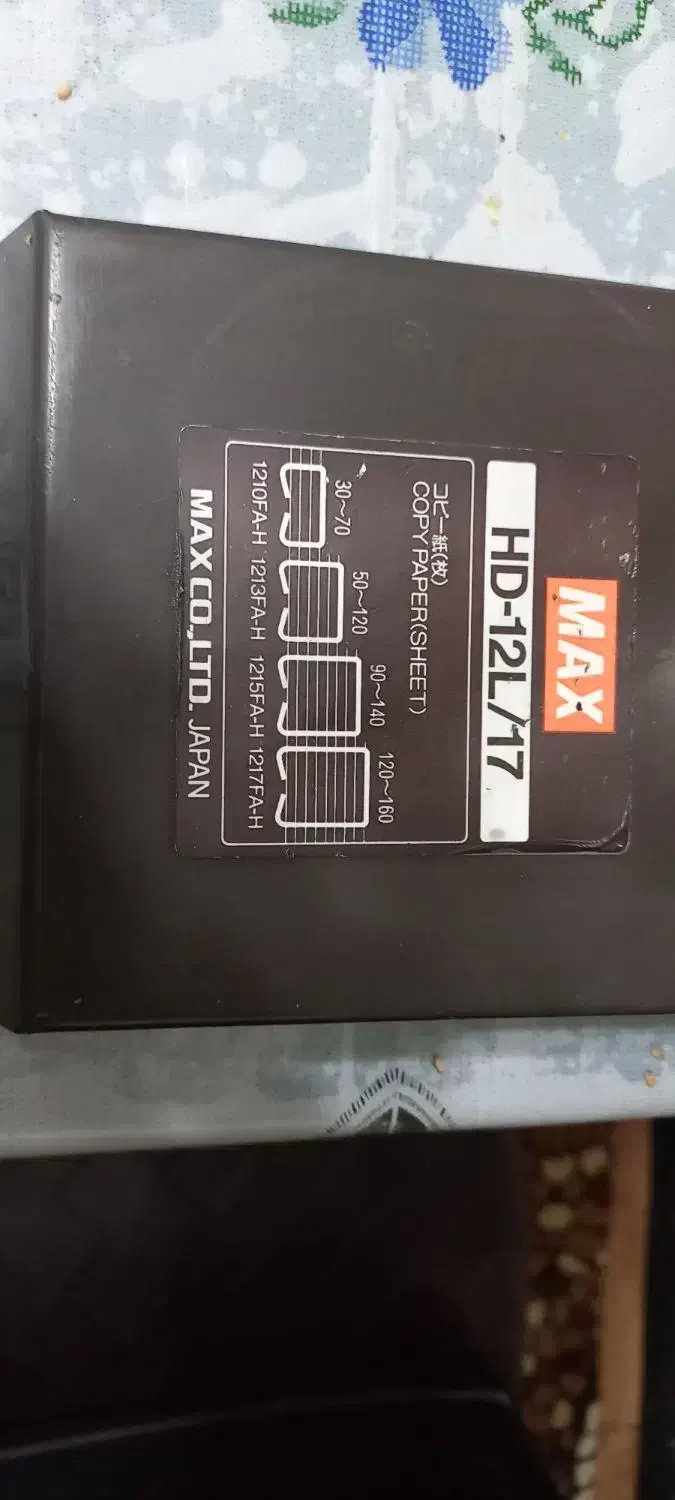 MAX
HD-12L/17
コピー紙(枚)
COPY PAPER(SHEET)
30~70 50~120 90~140 120~160
1210FA-H 1213FA-H 1215FA-H 1217FA-H
MAX CO.,LTD. JAPAN